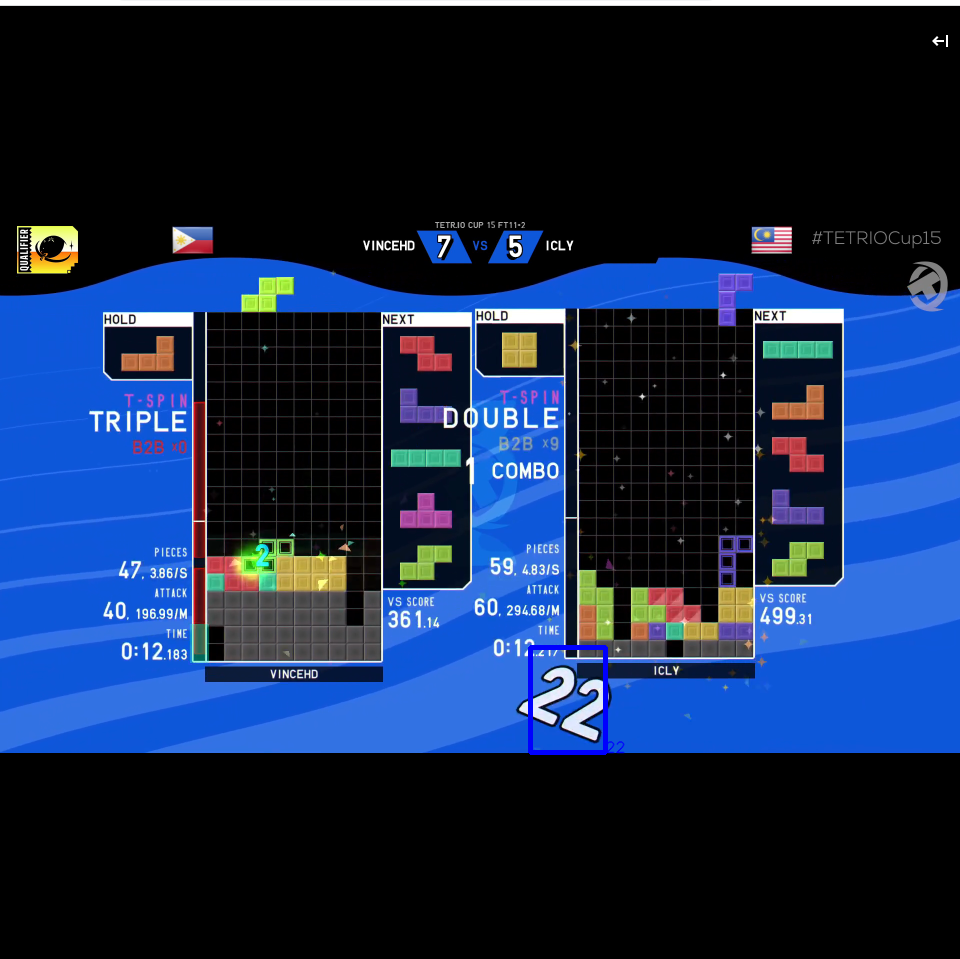 TETR.IO CUP 15 FT11-2
QUALIFIER
VINCEHD 7 VS 5 ICLY
#TETRIOCup15
HOLD
NEXT
T-SPIN
TRIPLE
B2B ×0
2
PIECES
47, 3.86/S
ATTACK
40, 196.99/M
TIME
0:12.183
VS SCORE
361.14
VINCEHD
HOLD
NEXT
T-SPIN
DOUBLE
B2B ×9
1 COMBO
PIECES
59, 4.83/S
ATTACK
60, 294.68/M
TIME
0:12.217
VS SCORE
499.31
ICLY
22
22